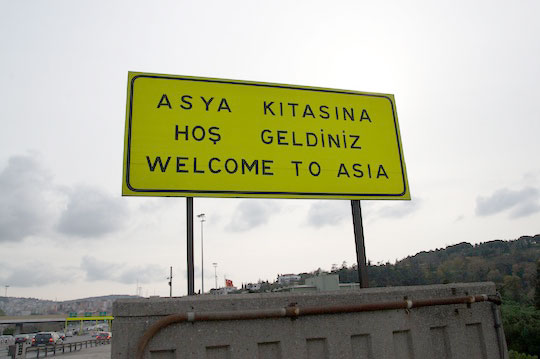 ASYA KITASINA
HOŞ GELDİNİZ
WELCOME TO ASIA